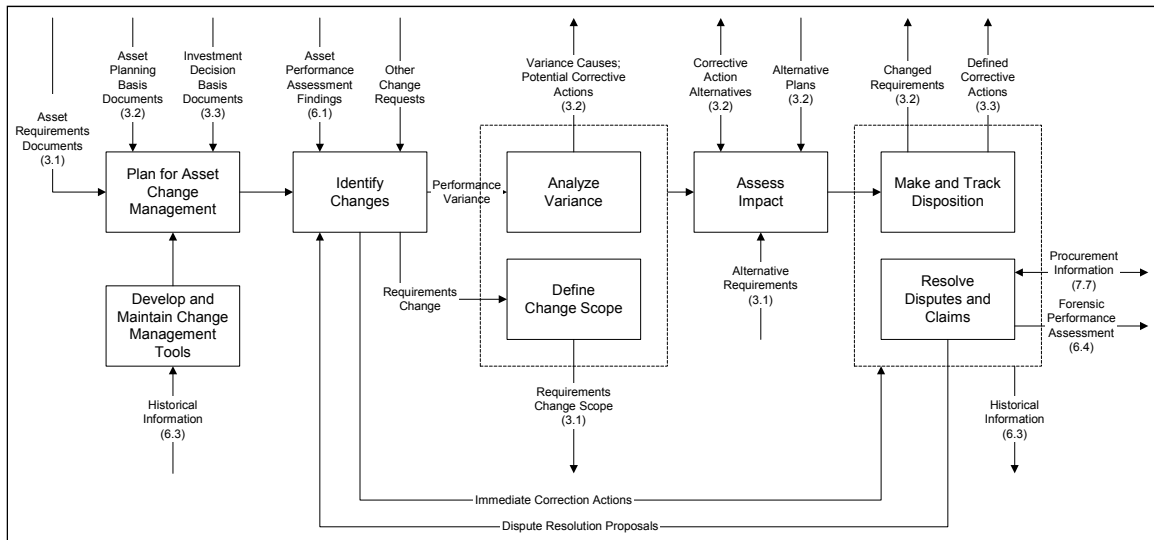 Asset
Requirements
Documents
(3.1)
Asset
Planning
Basis
Documents
(3.2)
Investment
Decision
Basis
Documents
(3.3)
Asset
Performance
Assessment
Findings
(6.1)
Other
Change
Requests
Variance Causes;
Potential Corrective
Actions
(3.2)
Corrective
Action
Alternatives
(3.2)
Alternative
Plans
(3.2)
Changed
Requirements
(3.2)
Defined
Corrective
Actions
(3.3)
Plan for Asset
Change
Management
Identify
Changes
Performance
Variance
Analyze
Variance
Assess
Impact
Make and Track
Disposition
Develop and
Maintain Change
Management
Tools
Requirements
Change
Define
Change Scope
Alternative
Requirements
(3.1)
Resolve
Disputes and
Claims
Procurement
Information
(7.7)
Forensic
Performance
Assessment
(6.4)
Historical
Information
(6.3)
Requirements
Change Scope
(3.1)
Historical
Information
(6.3)
Immediate Correction Actions
Dispute Resolution Proposals